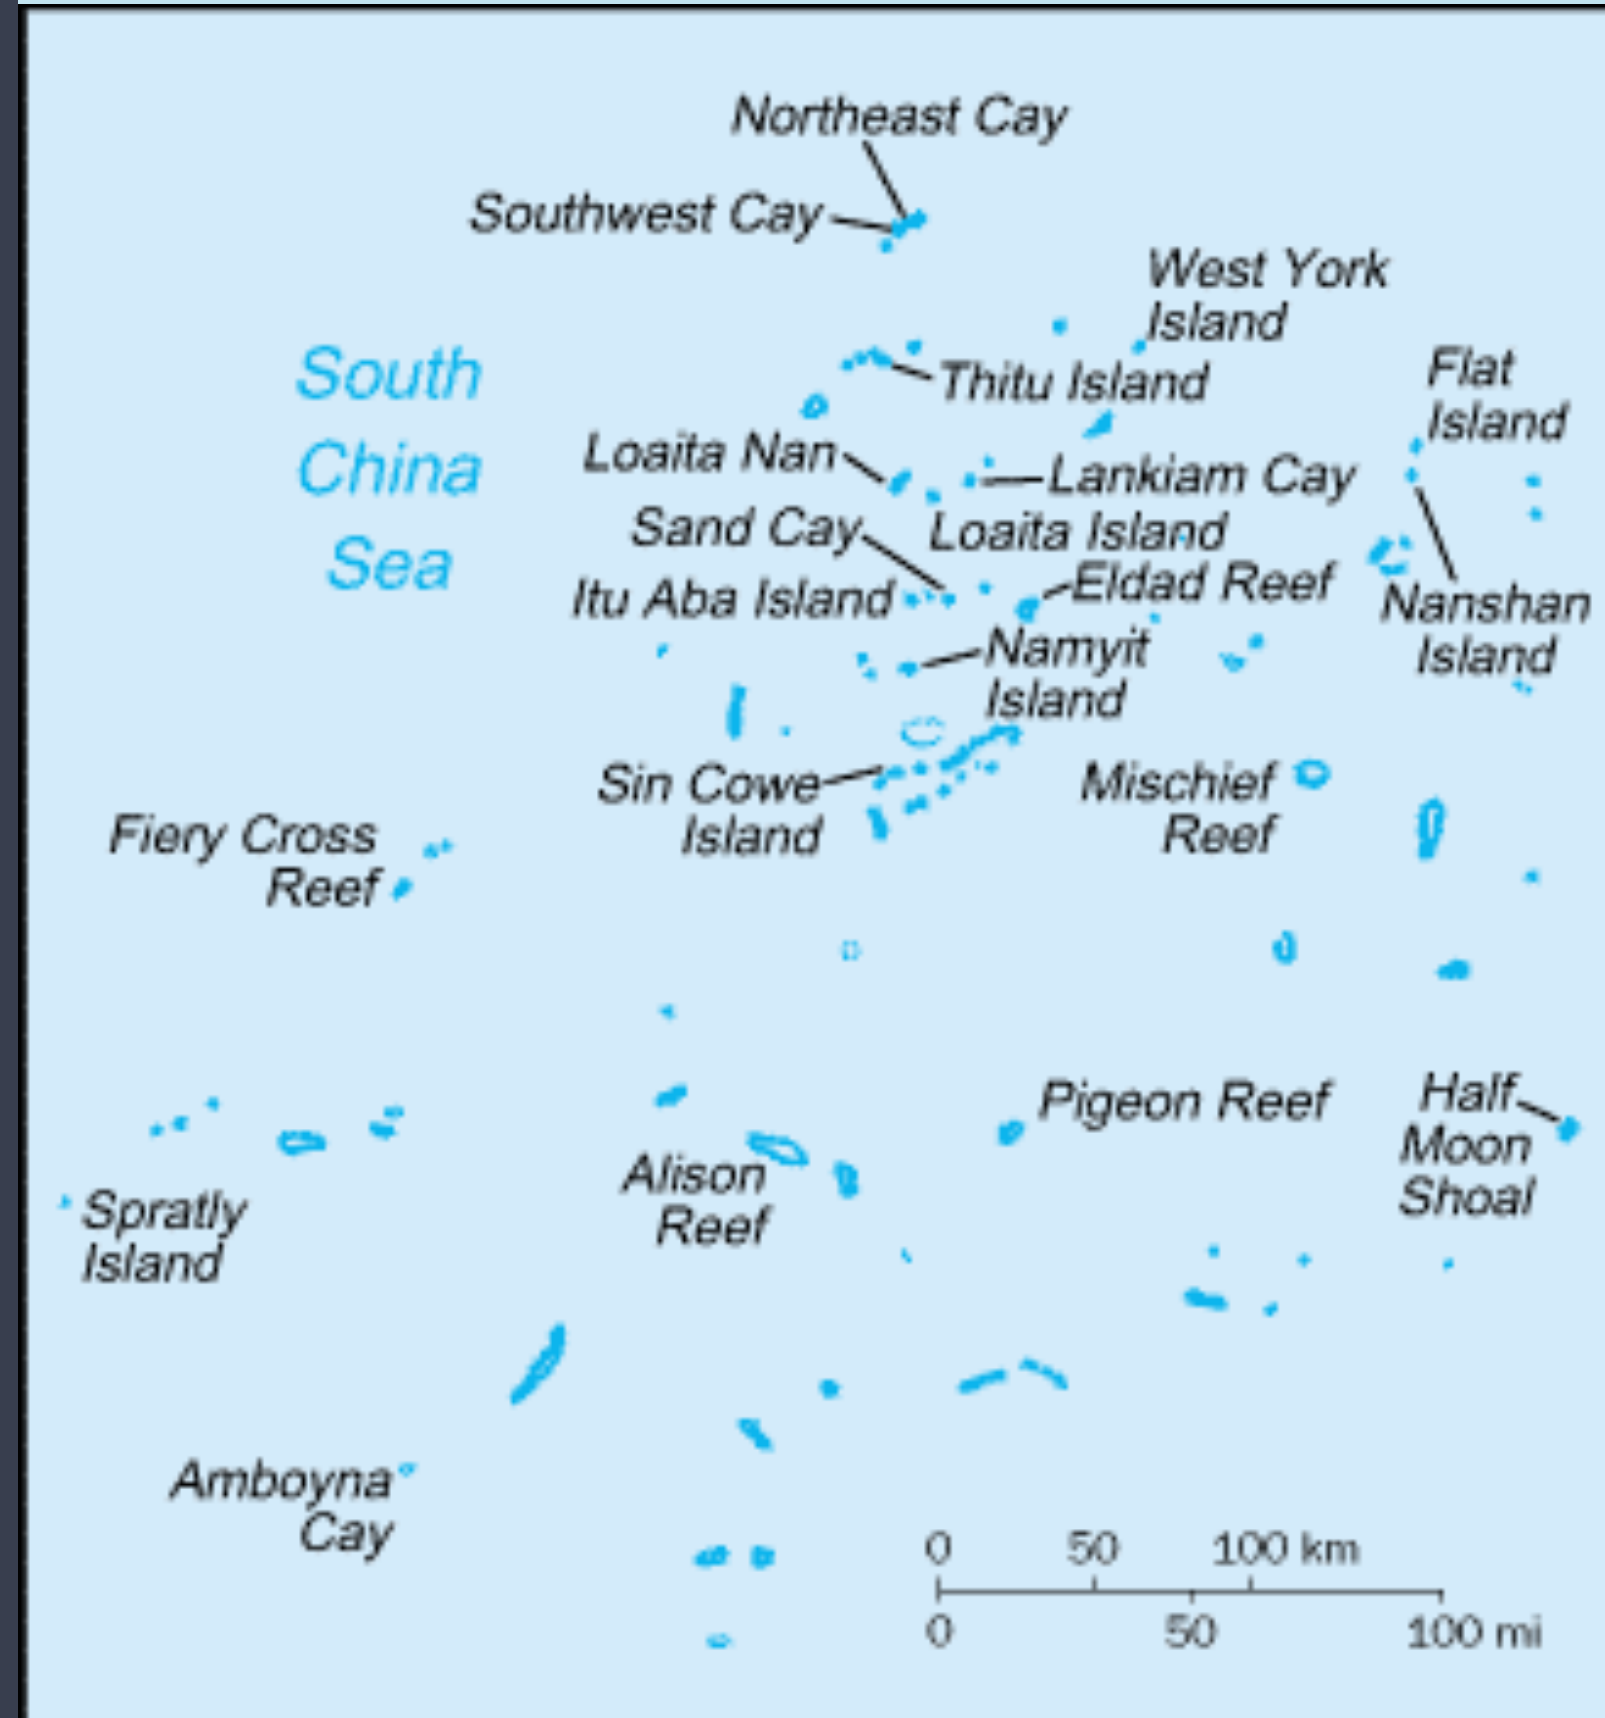 Northeast Cay
Southwest Cay
West York
Island
South
China
Sea
Thitu Island
Flat
Island
Loaita Nan
Lankiam Cay
Sand Cay
Loaita Island
Itu Aba Island
Eldad Reef
Nanshan
Island
Namyit
Island
Sin Cowe
Island
Mischief
Reef
Fiery Cross
Reef
Pigeon Reef
Half
Moon
Shoal
Alison
Reef
Spratly
Island
Amboyna
Cay
0 50 100 km
0 50 100 mi